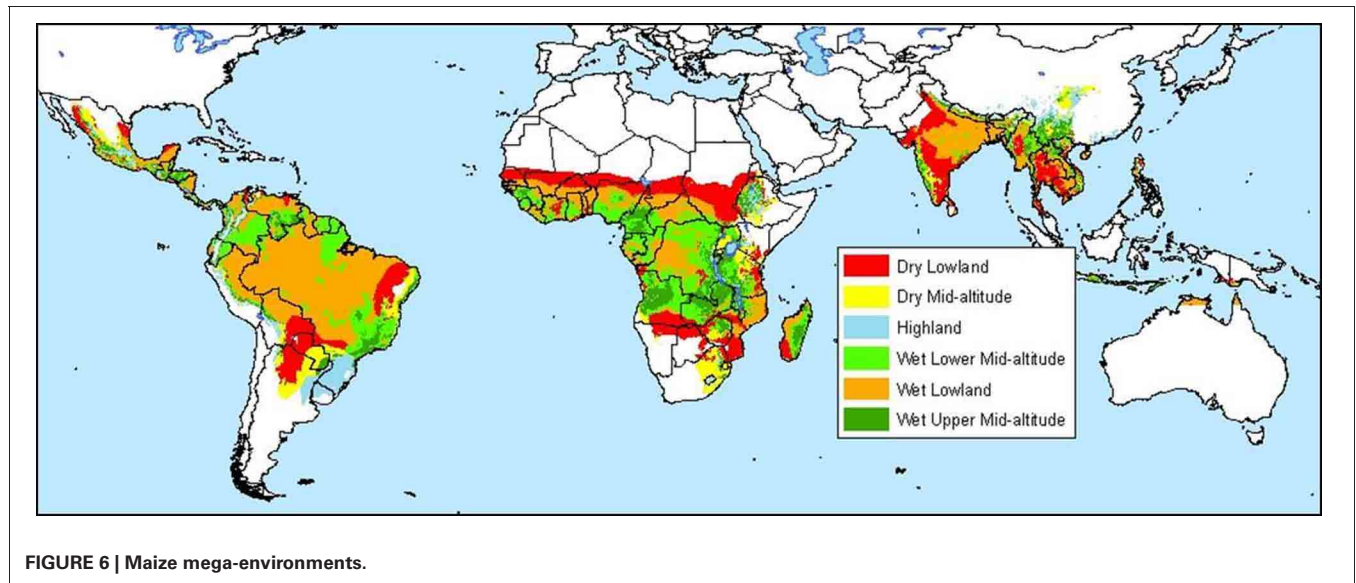 Dry Lowland
Dry Mid-altitude
Highland
Wet Lower Mid-altitude
Wet Lowland
Wet Upper Mid-altitude
FIGURE 6 | Maize mega-environments.